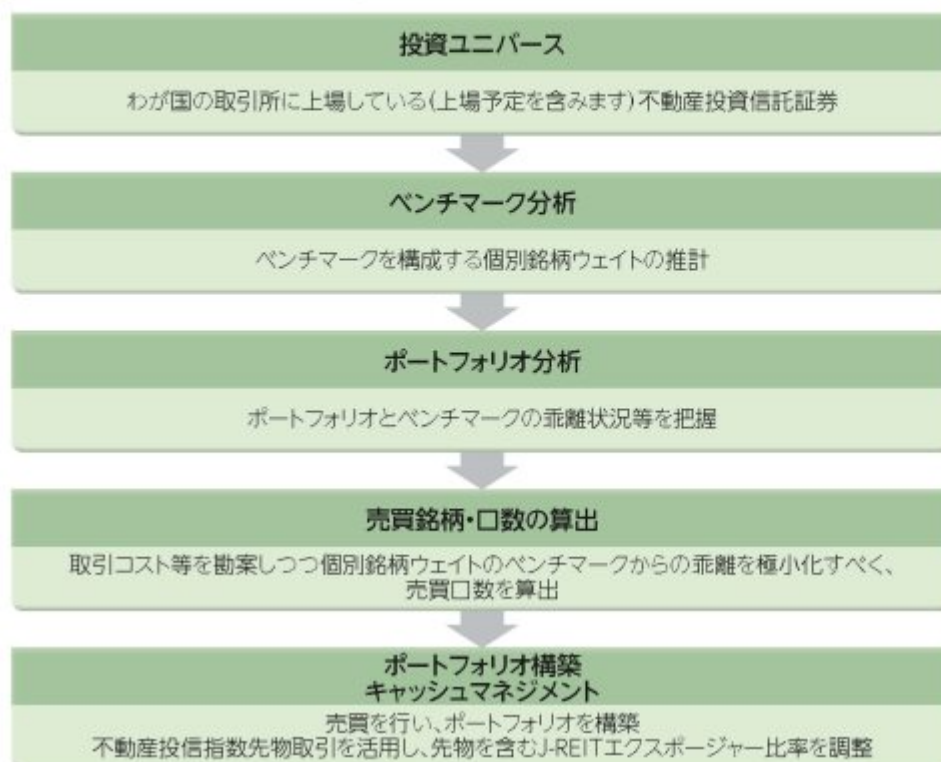 投資ユニバース
わが国の取引所に上場している(上場予定を含みます)不動産投資信託証券
ベンチマーク分析
ベンチマークを構成する個別銘柄ウェイトの推計
ポートフォリオ分析
ポートフォリオとベンチマークの乖離状況等を把握
売買銘柄・口数の算出
取引コスト等を勘案しつつ個別銘柄ウェイトのベンチマークからの乖離を極小化すべく、
売買口数を算出
ポートフォリオ構築
キャッシュマネジメント
売買を行い、ポートフォリオを構築
不動産投信指数先物取引を活用し、先物を含むJ-REITエクスポージャー比率を調整